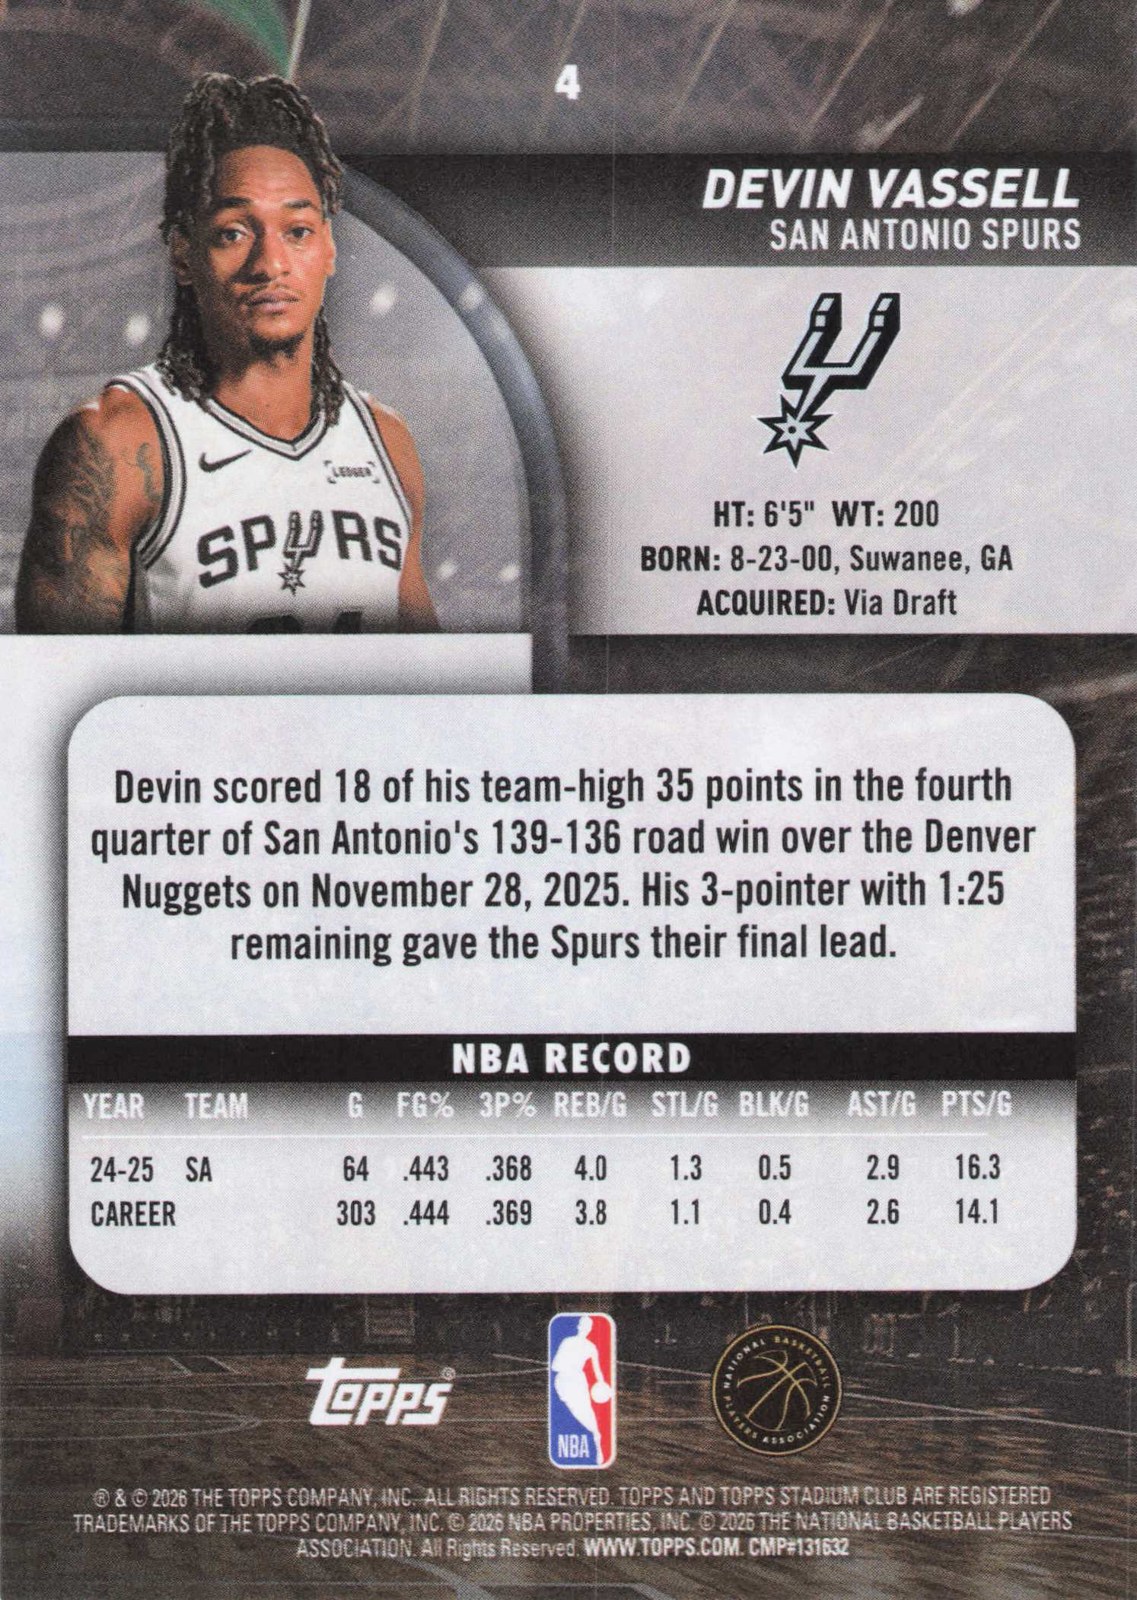 4
DEVIN VASSELL
SAN ANTONIO SPURS
LEDGER
SPURS
HT: 6'5" WT: 200
BORN: 8-23-00, Suwanee, GA
ACQUIRED: Via Draft
Devin scored 18 of his team-high 35 points in the fourth
quarter of San Antonio's 139-136 road win over the Denver
Nuggets on November 28, 2025. His 3-pointer with 1:25
remaining gave the Spurs their final lead.
NBA RECORD
YEAR TEAM G FG% 3P% REB/G STL/G BLK/G AST/G PTS/G
24-25 SA 64 .443 .368 4.0 1.3 0.5 2.9 16.3
CAREER 303 .444 .369 3.8 1.1 0.4 2.6 14.1
Topps®
NBA
NATIONAL BASKETBALL PLAYERS ASSOCIATION
® & © 2026 THE TOPPS COMPANY, INC. ALL RIGHTS RESERVED. TOPPS AND TOPPS STADIUM CLUB ARE REGISTERED
TRADEMARKS OF THE TOPPS COMPANY, INC. © 2026 NBA PROPERTIES, INC. © 2026 THE NATIONAL BASKETBALL PLAYERS
ASSOCIATION. All Rights Reserved. WWW.TOPPS.COM. CMP#131632